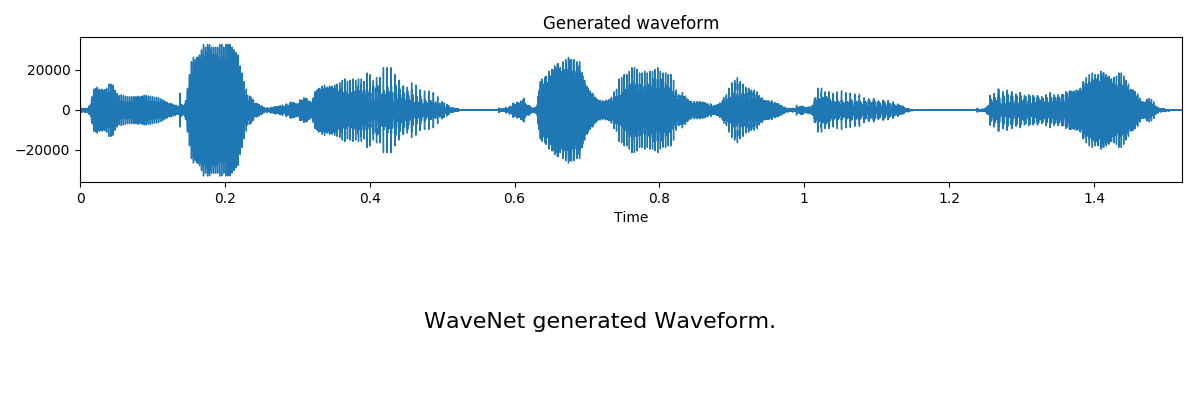 Generated waveform
20000
0
−20000
0 0.2 0.4 0.6 0.8 1 1.2 1.4
Time
WaveNet generated Waveform.